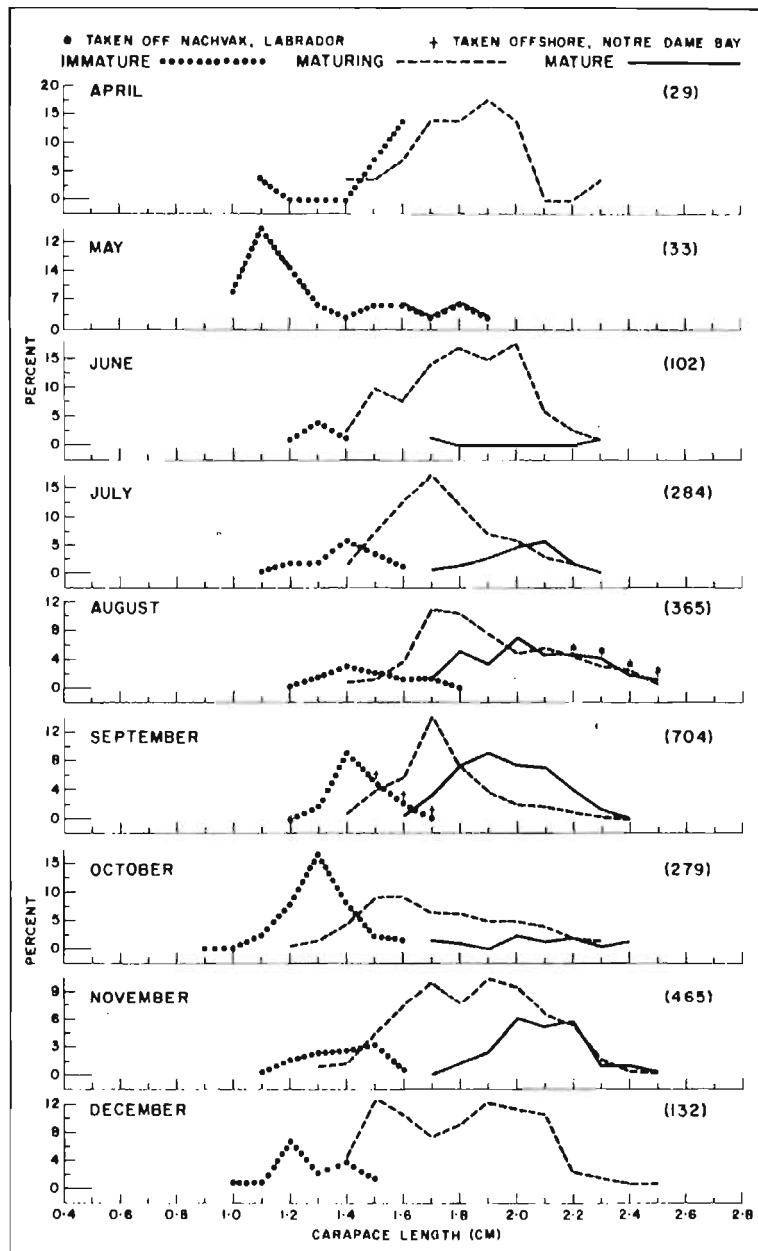 ● TAKEN OFF NACHVAK, LABRADOR ⸸ TAKEN OFFSHORE, NOTRE DAME BAY
IMMATURE MATURING MATURE
APRIL (29)
20
15
10
5
0
MAY (33)
12
14
7
0
PERCENT
JUNE (102)
15
10
5
0
JULY (284)
15
10
5
0
AUGUST (365)
12
8
4
0
SEPTEMBER (704)
12
8
4
0
OCTOBER (279)
15
10
5
0
PERCENT
NOVEMBER (465)
9
6
3
0
DECEMBER (132)
12
8
4
0
0.4 0.6 0.8 1.0 1.2 1.4 1.6 1.8 2.0 2.2 2.4 2.6 2.8
CARAPACE LENGTH (CM)